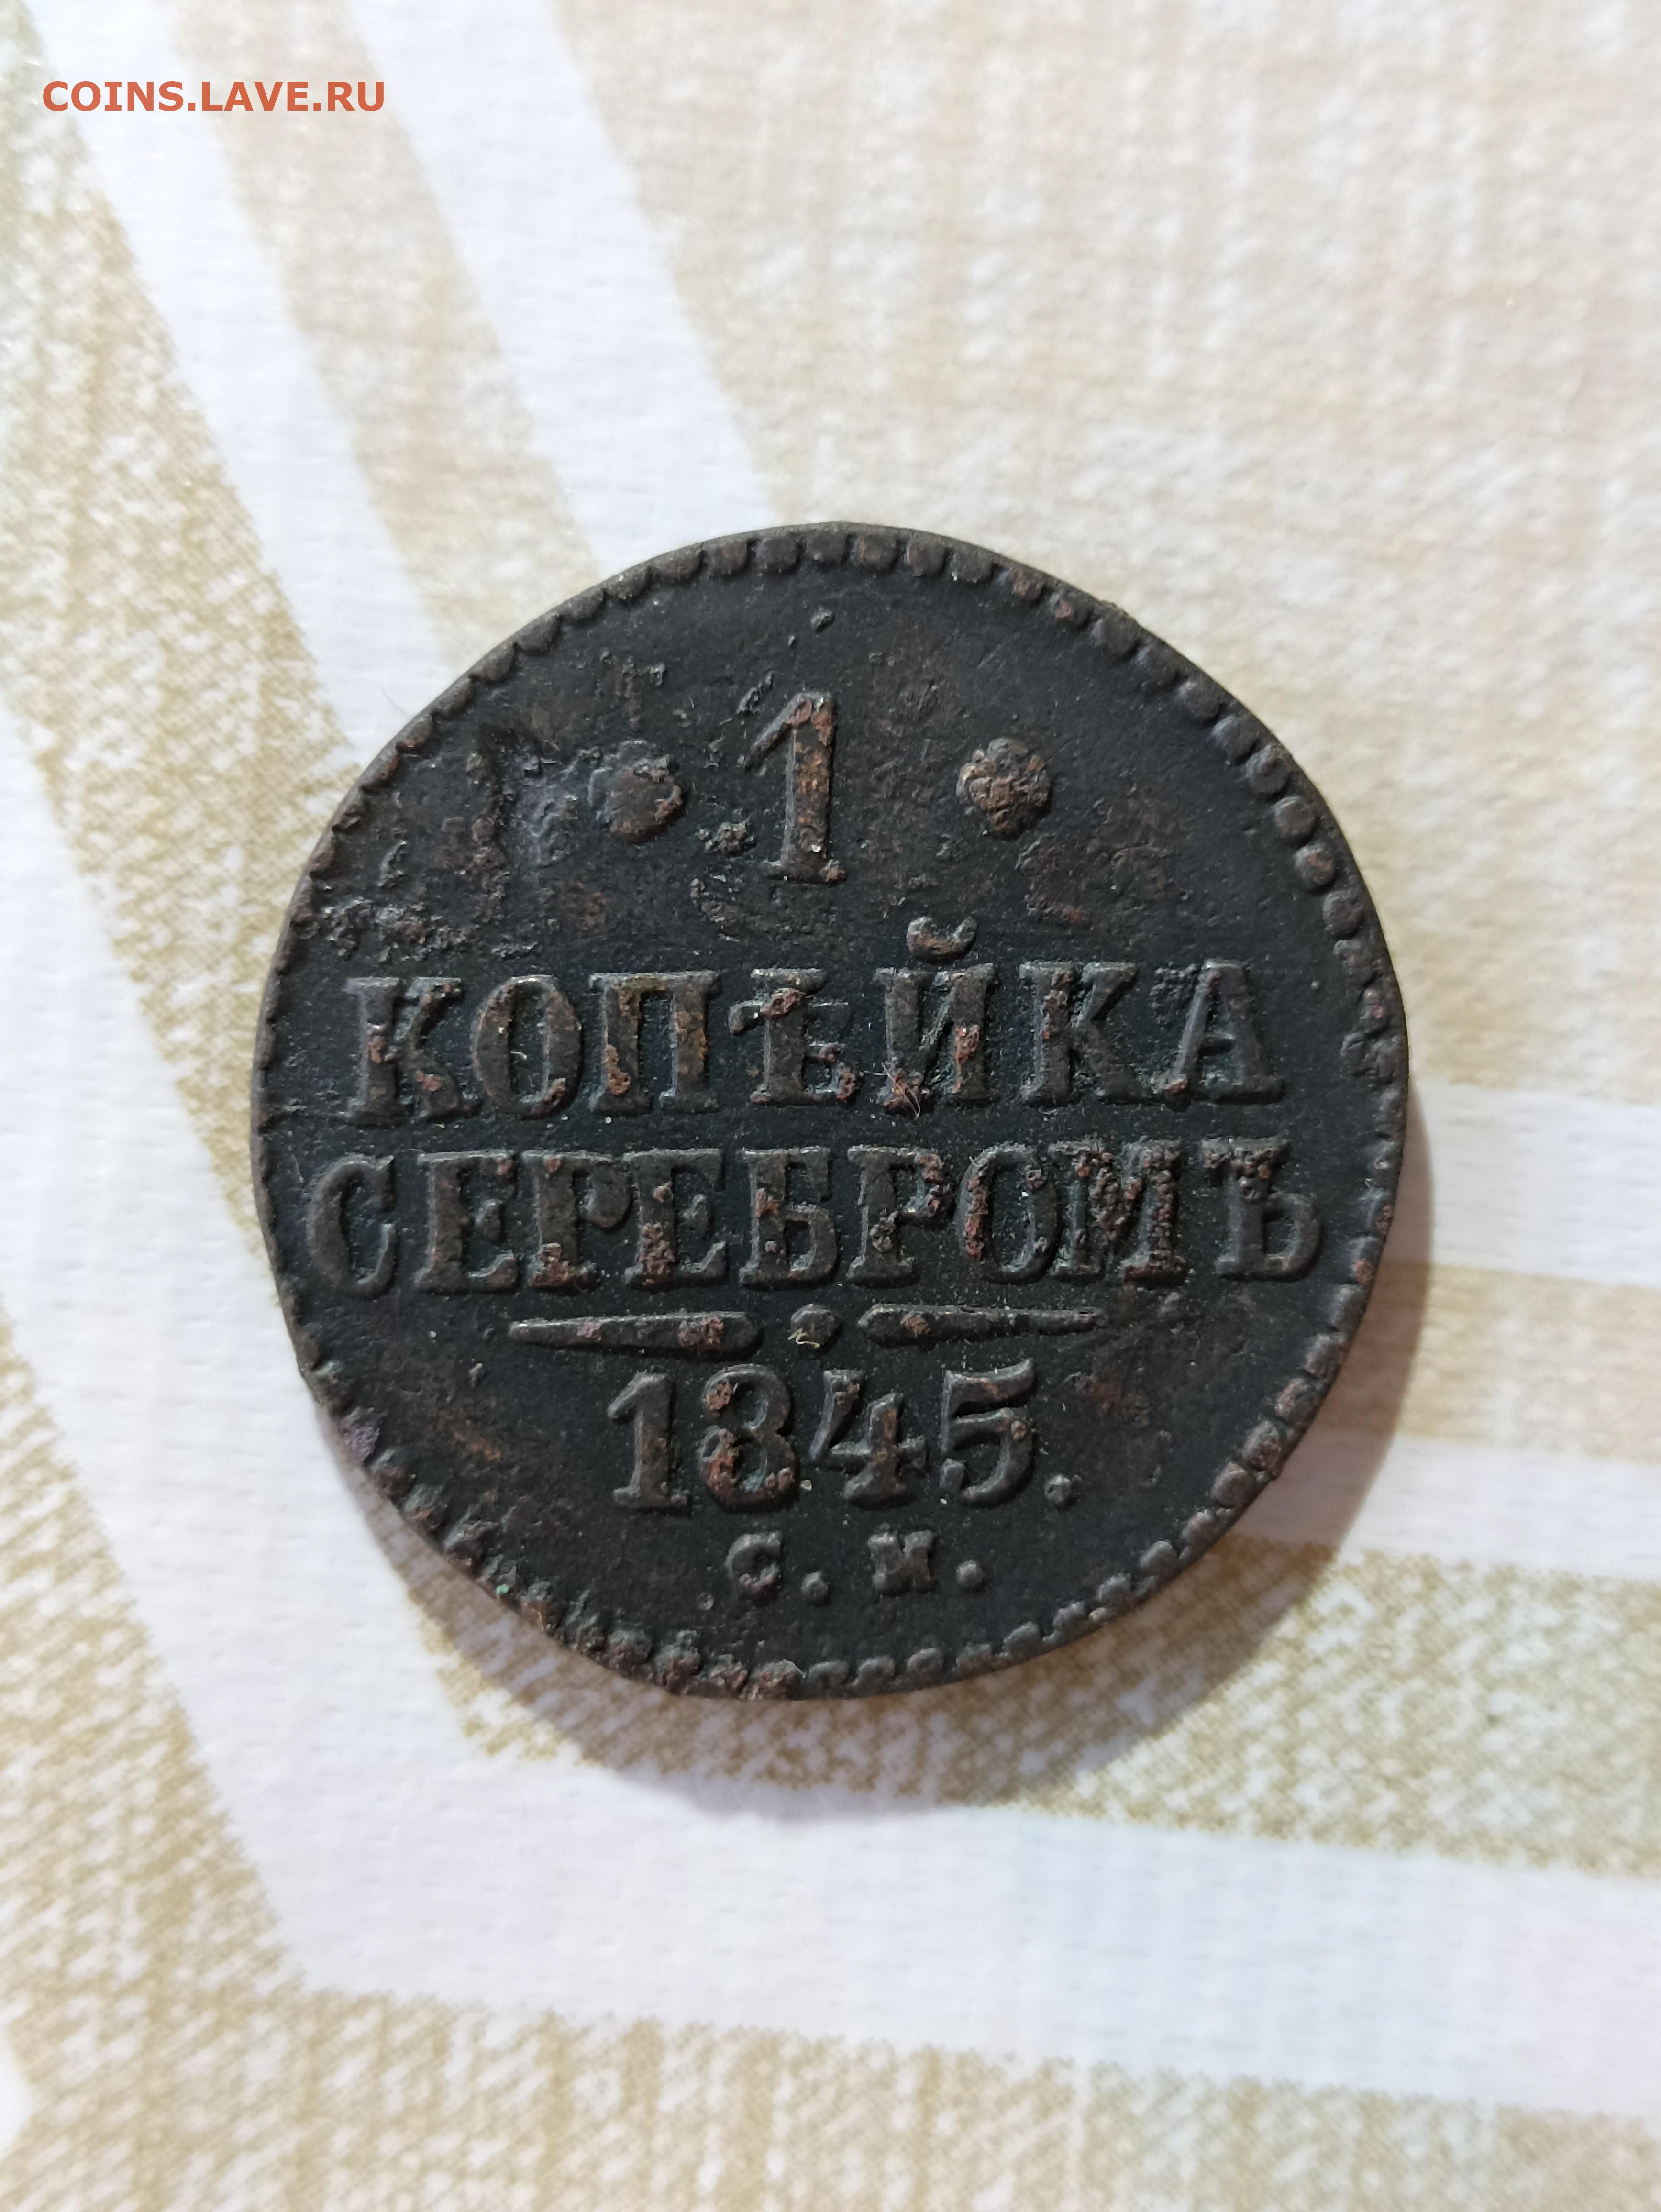 COINS.LAVE.RU
1
КОПѢЙКА
СЕРЕБРОМЪ
1845.
С. М.